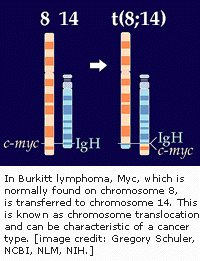 8 14 t(8;14)
c-myc IgH IgH
c-myc
In Burkitt lymphoma, Myc, which is
normally found on chromosome 8,
is transferred to chromosome 14. This
is known as chromosome translocation
and can be characteristic of a cancer
type. [image credit: Gregory Schuler,
NCBI, NLM, NIH.]